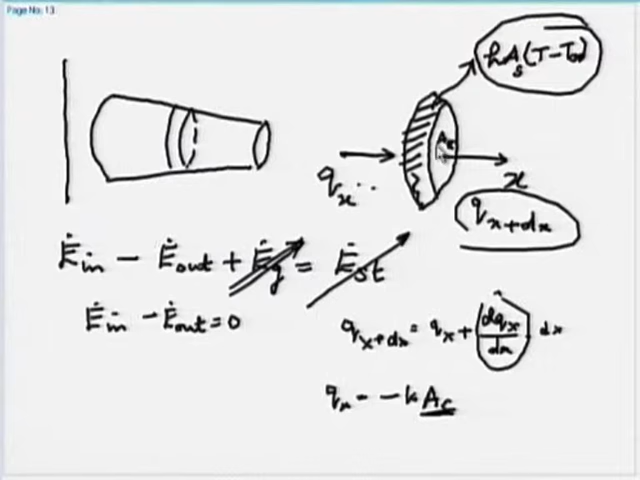 Page No: 13
hA_s(T-T∞)
A_c
q_x
x
q_{x+dx}
Ė_in - Ė_out + Ė_g = Ė_st
Ė_in - Ė_out = 0
q_{x+dx} = q_x + (dq_x/dx) dx
q_x = -k A_c